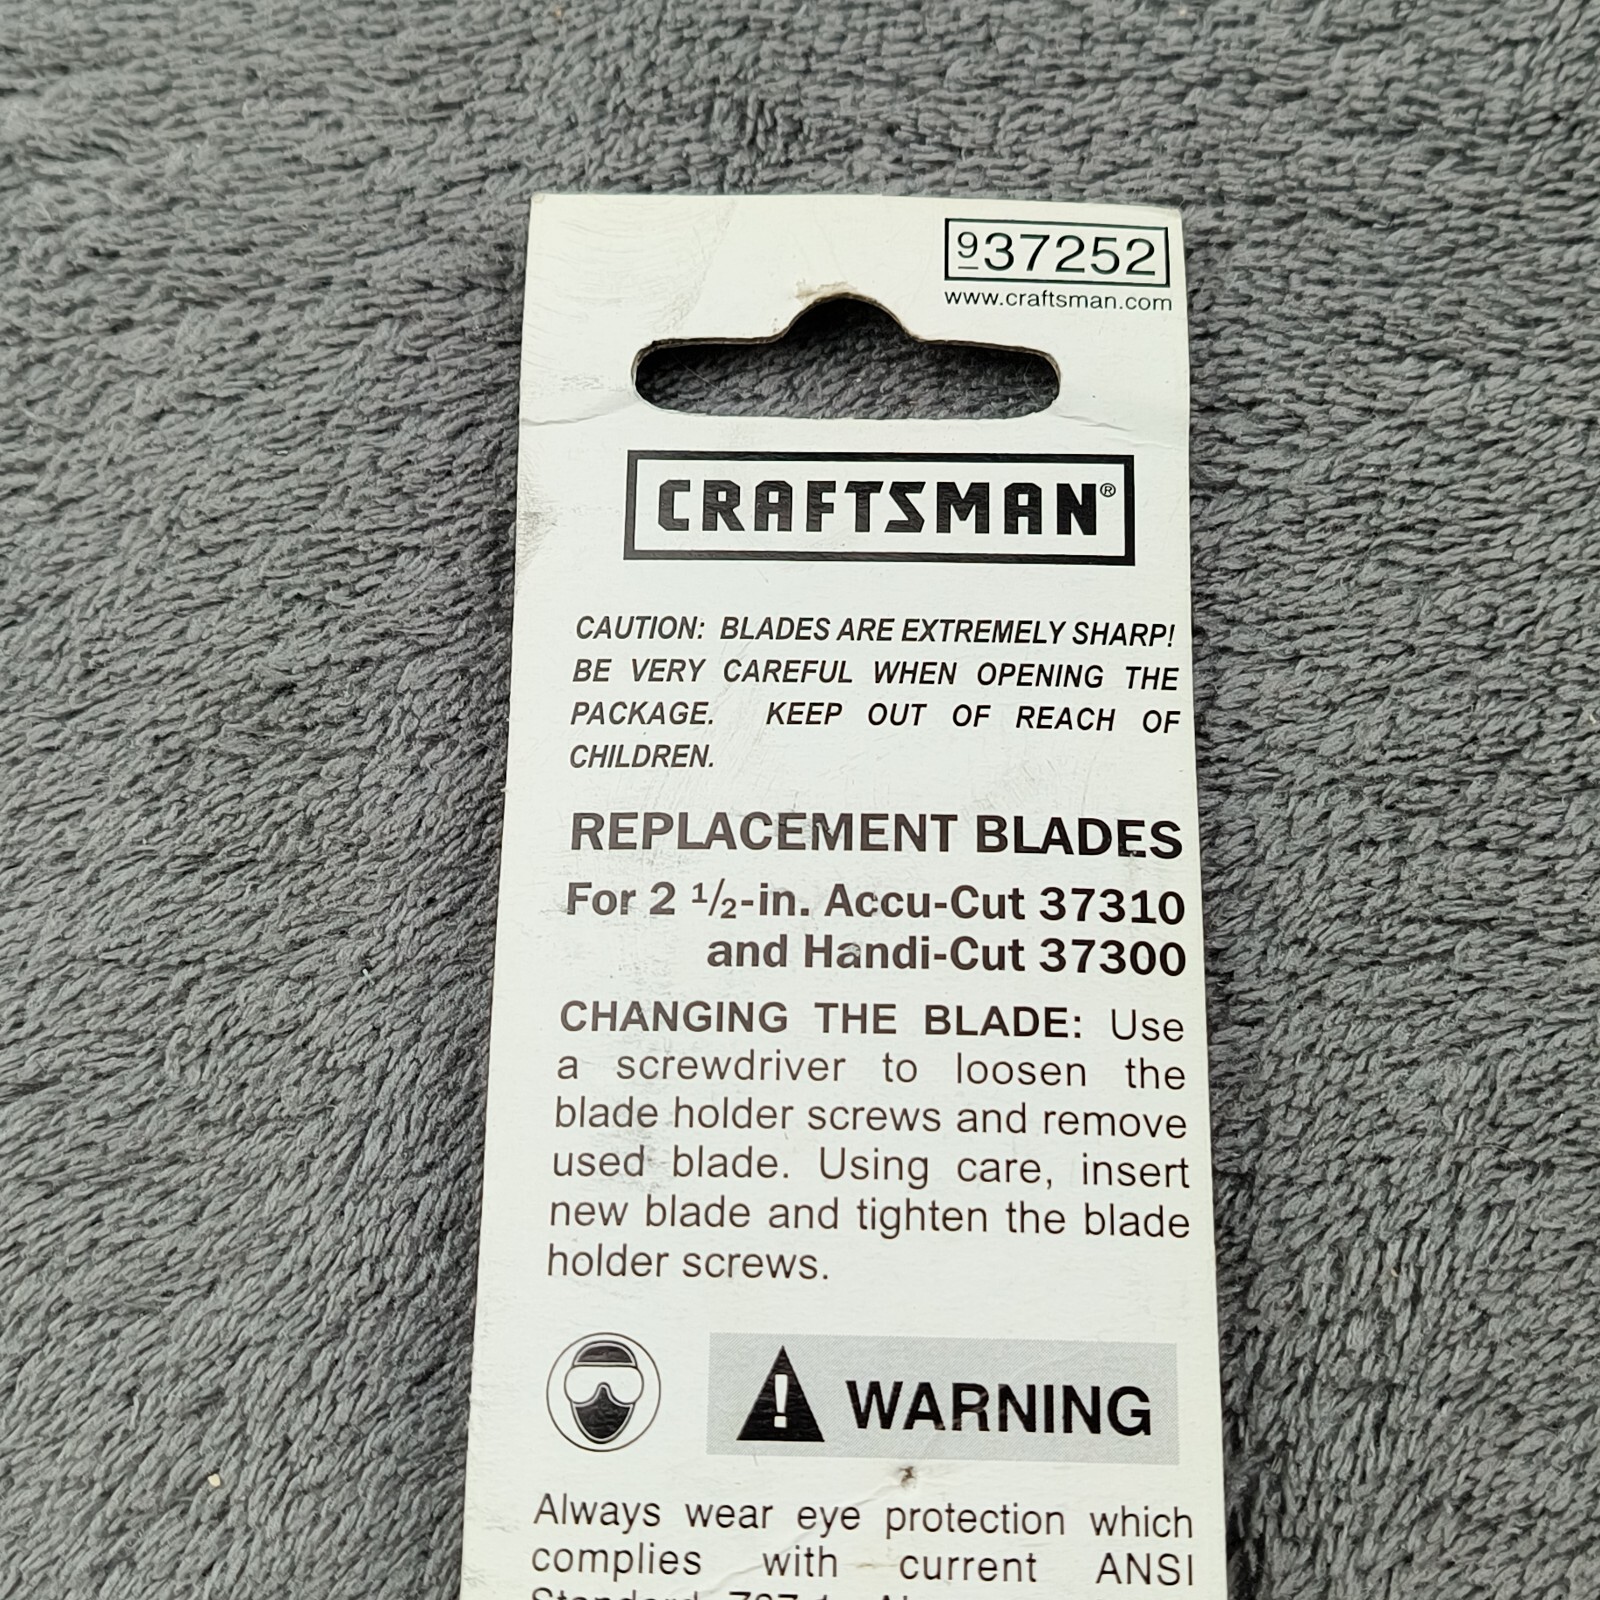 937252
www.craftsman.com
CRAFTSMAN®
CAUTION: BLADES ARE EXTREMELY SHARP!
BE VERY CAREFUL WHEN OPENING THE
PACKAGE. KEEP OUT OF REACH OF
CHILDREN.
REPLACEMENT BLADES
For 2 1/2-in. Accu-Cut 37310
and Handi-Cut 37300
CHANGING THE BLADE: Use
a screwdriver to loosen the
blade holder screws and remove
used blade. Using care, insert
new blade and tighten the blade
holder screws.
WARNING
Always wear eye protection which
complies with current ANSI
Standard